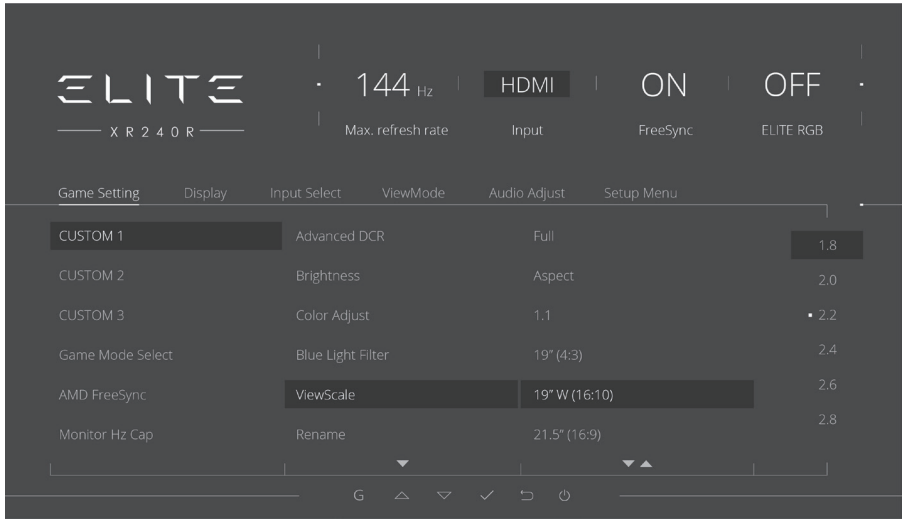 ELITE
XR240R
144 Hz HDMI ON OFF
Max. refresh rate Input FreeSync ELITE RGB
Game Setting Display Input Select ViewMode Audio Adjust Setup Menu
CUSTOM 1 Advanced DCR Full 1.8
CUSTOM 2 Brightness Aspect 2.0
CUSTOM 3 Color Adjust 1.1 2.2
Game Mode Select Blue Light Filter 19" (4:3) 2.4
AMD FreeSync ViewScale 19" W (16:10) 2.6
Monitor Hz Cap Rename 21.5" (16:9) 2.8
G